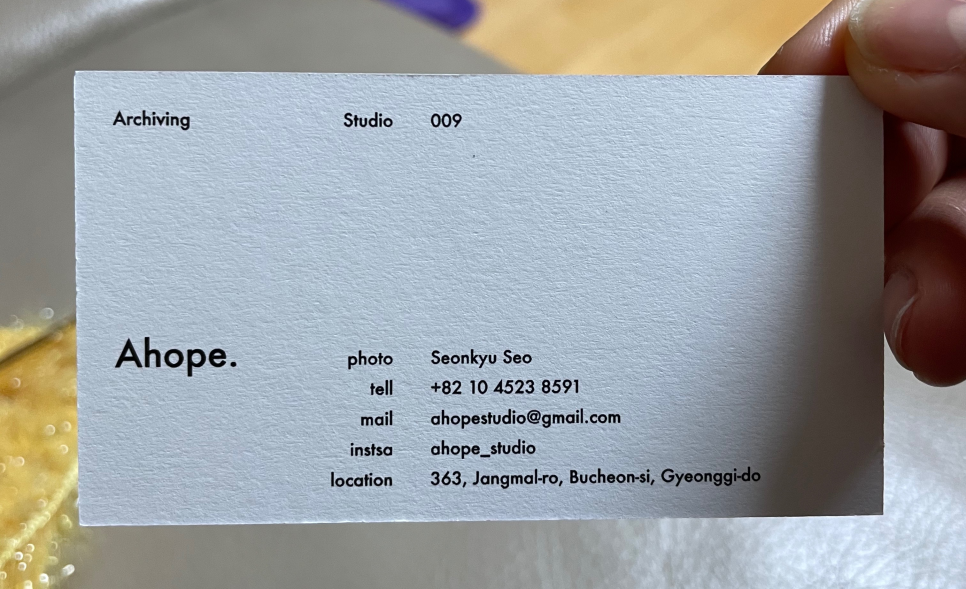 Archiving Studio 009
Ahope.
photo Seonkyu Seo
tell +82 10 4523 8591
mail ahopestudio@gmail.com
instsa ahope_studio
location 363, Jangmal-ro, Bucheon-si, Gyeonggi-do